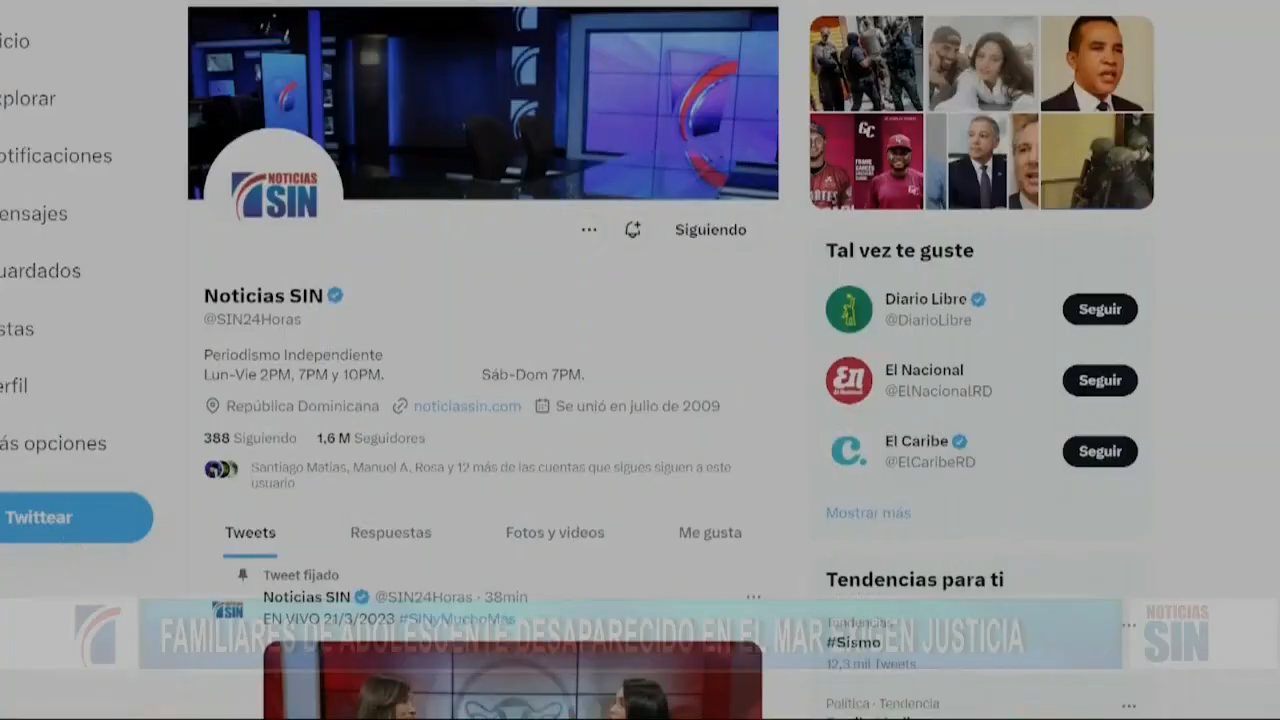 icio
xplorar
otificaciones
ensajes
uardados
stas
erfil
ás opciones
Twittear
NOTICIAS
SIN
Siguiendo
Noticias SIN
@SIN24Horas
Periodismo Independiente
Lun-Vie 2PM, 7PM y 10PM. Sáb-Dom 7PM.
República Dominicana noticiassin.com Se unió en julio de 2009
388 Siguiendo 1,6 M Seguidores
Santiago Matías, Manuel A. Rosa y 12 más de las cuentas que sigues siguen a este
usuario
Tweets Respuestas Fotos y videos Me gusta
Tweet fijado
Noticias SIN @SIN24Horas · 38min
EN VIVO 21/3/2023 #SINyMuchoMás
GC
Tal vez te guste
Diario Libre
@DiarioLibre
Seguir
El Nacional
@ElNacionalRD
Seguir
El Caribe
@ElCaribeRD
Seguir
Mostrar más
Tendencias para ti
Tendencias
#Sismo
12,3 mil Tweets
Política · Tendencia
FAMILIARES DE ADOLESCENTE DESAPARECIDO EN EL MAR JUSTICIA
NOTICIAS
SIN